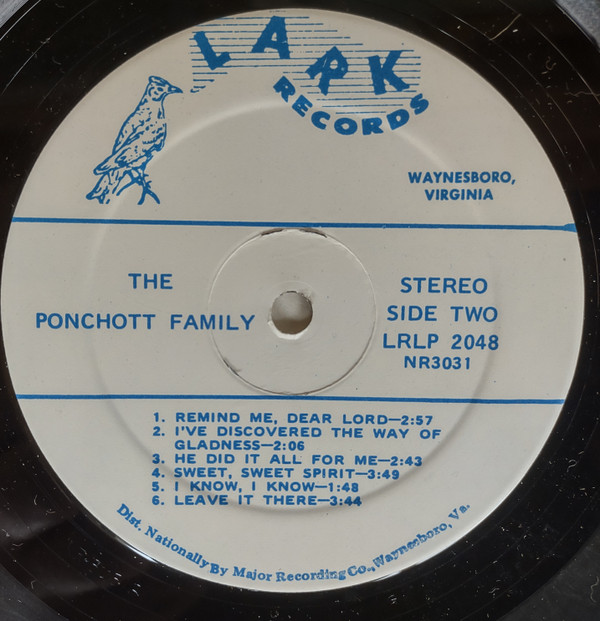 LARK
RECORDS
WAYNESBORO,
VIRGINIA
THE
PONCHOTT FAMILY
STEREO
SIDE TWO
LRLP 2048
NR3031
1. REMIND ME, DEAR LORD—2:57
2. I'VE DISCOVERED THE WAY OF
GLADNESS—2:06
3. HE DID IT ALL FOR ME—2:43
4. SWEET, SWEET SPIRIT—3:49
5. I KNOW, I KNOW—1:48
6. LEAVE IT THERE—3:44
Dist. Nationally By Major Recording Co., Waynesboro, Va.